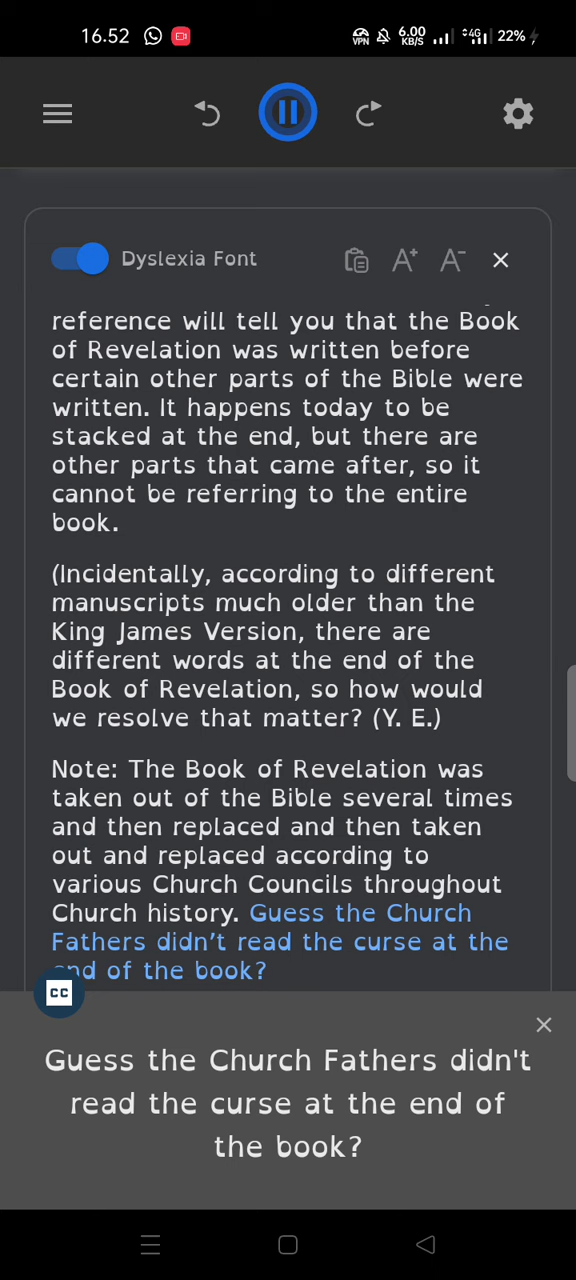 16.52
VPN
6.00
KB/S
4G
22%
Dyslexia Font
A+
A-
reference will tell you that the Book
of Revelation was written before
certain other parts of the Bible were
written. It happens today to be
stacked at the end, but there are
other parts that came after, so it
cannot be referring to the entire
book.
(Incidentally, according to different
manuscripts much older than the
King James Version, there are
different words at the end of the
Book of Revelation, so how would
we resolve that matter? (Y. E.)
Note: The Book of Revelation was
taken out of the Bible several times
and then replaced and then taken
out and replaced according to
various Church Councils throughout
Church history. Guess the Church
Fathers didn’t read the curse at the
end of the book?
CC
Guess the Church Fathers didn't
read the curse at the end of
the book?